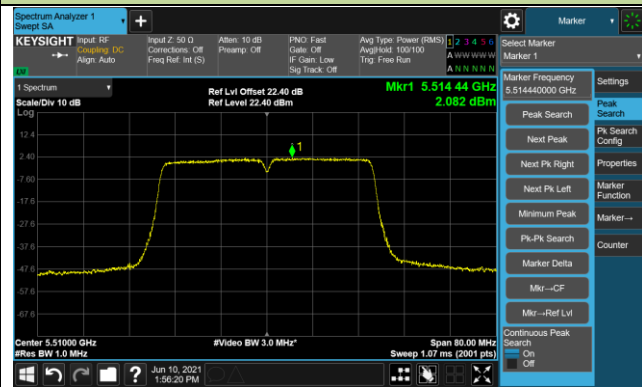 Spectrum Analyzer 1
Swept SA
Marker
KEYSIGHT
Input: RF
Coupling: DC
Align: Auto
Input Z: 50 Ω
Corrections: Off
Freq Ref: Int (S)
Atten: 10 dB
Preamp: Off
PNO: Fast
Gate: Off
IF Gain: Low
Sig Track: Off
Avg Type: Power (RMS)
Avg|Hold: 100/100
Trig: Free Run
1 2 3 4 5 6
A W W W W W
A N N N N N
LXI
Select Marker
Marker 1
1 Spectrum
Scale/Div 10 dB
Log
Ref Lvl Offset 22.40 dB
Ref Level 22.40 dBm
Mkr1 5.514 44 GHz
2.082 dBm
12.4
2.40
-7.60
-17.6
-27.6
-37.6
-47.6
-57.6
-67.6
1
Center 5.51000 GHz
#Res BW 1.0 MHz
#Video BW 3.0 MHz*
Span 80.00 MHz
Sweep 1.07 ms (2001 pts)
Marker Frequency
5.514440000 GHz
Peak Search
Next Peak
Next Pk Right
Next Pk Left
Minimum Peak
Pk-Pk Search
Marker Delta
Mkr→CF
Mkr→Ref Lvl
Continuous Peak
Search
On
Off
Settings
Peak
Search
Pk Search
Config
Properties
Marker
Function
Marker→
Counter
Jun 10, 2021
1:56:20 PM